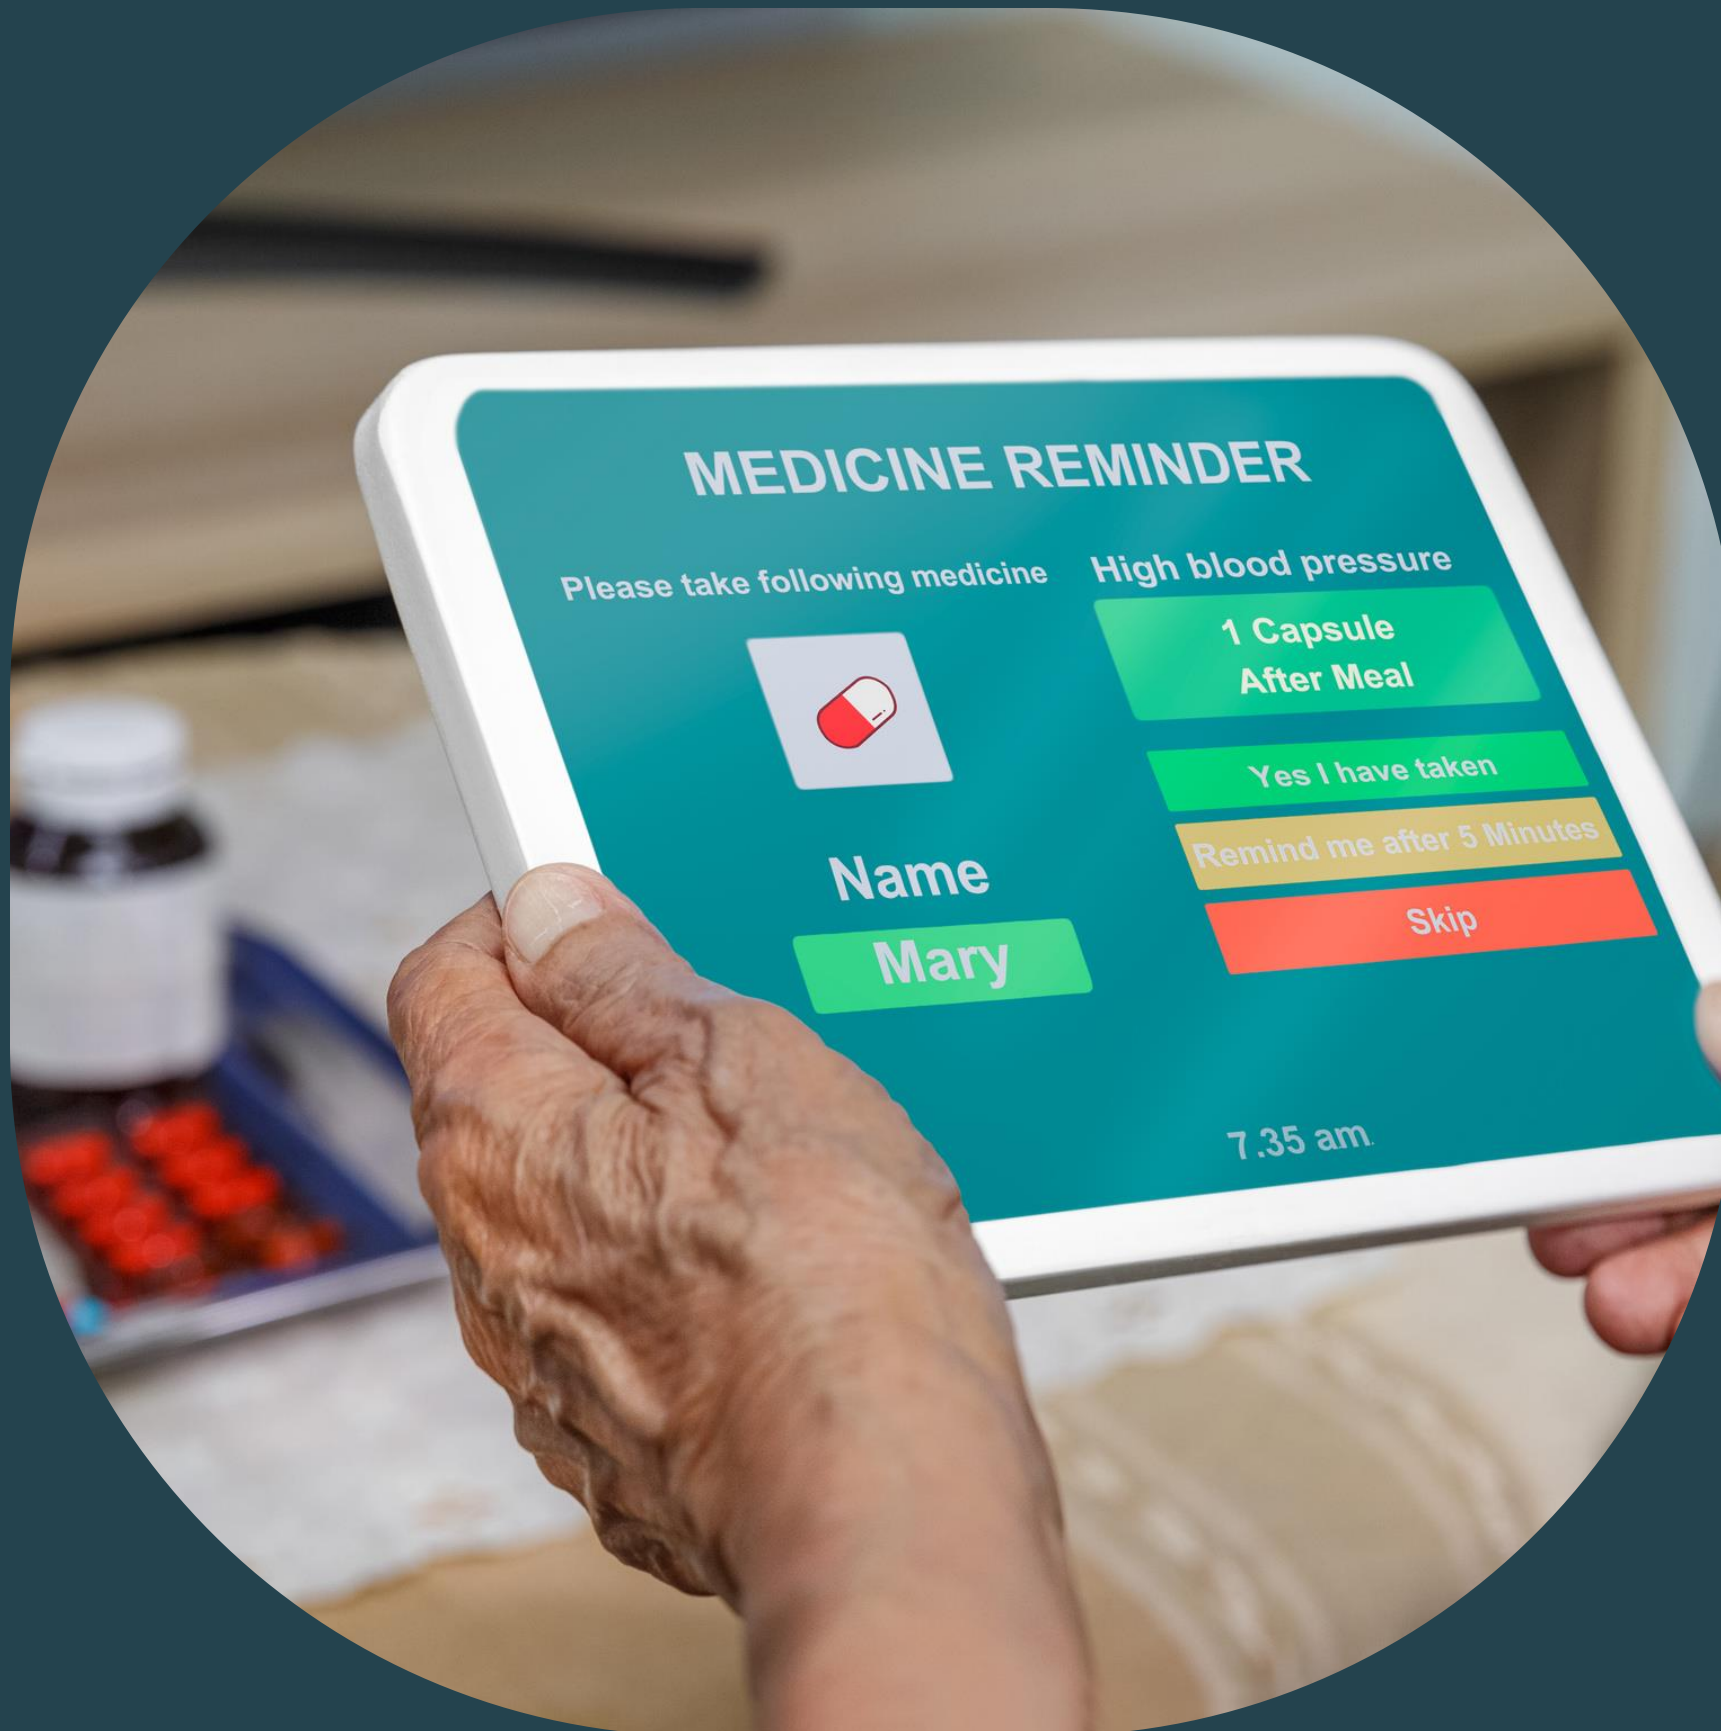 MEDICINE REMINDER
Please take following medicine
High blood pressure
1 Capsule
After Meal
Yes I have taken
Remind me after 5 Minutes
Skip
Name
Mary
7.35 am.